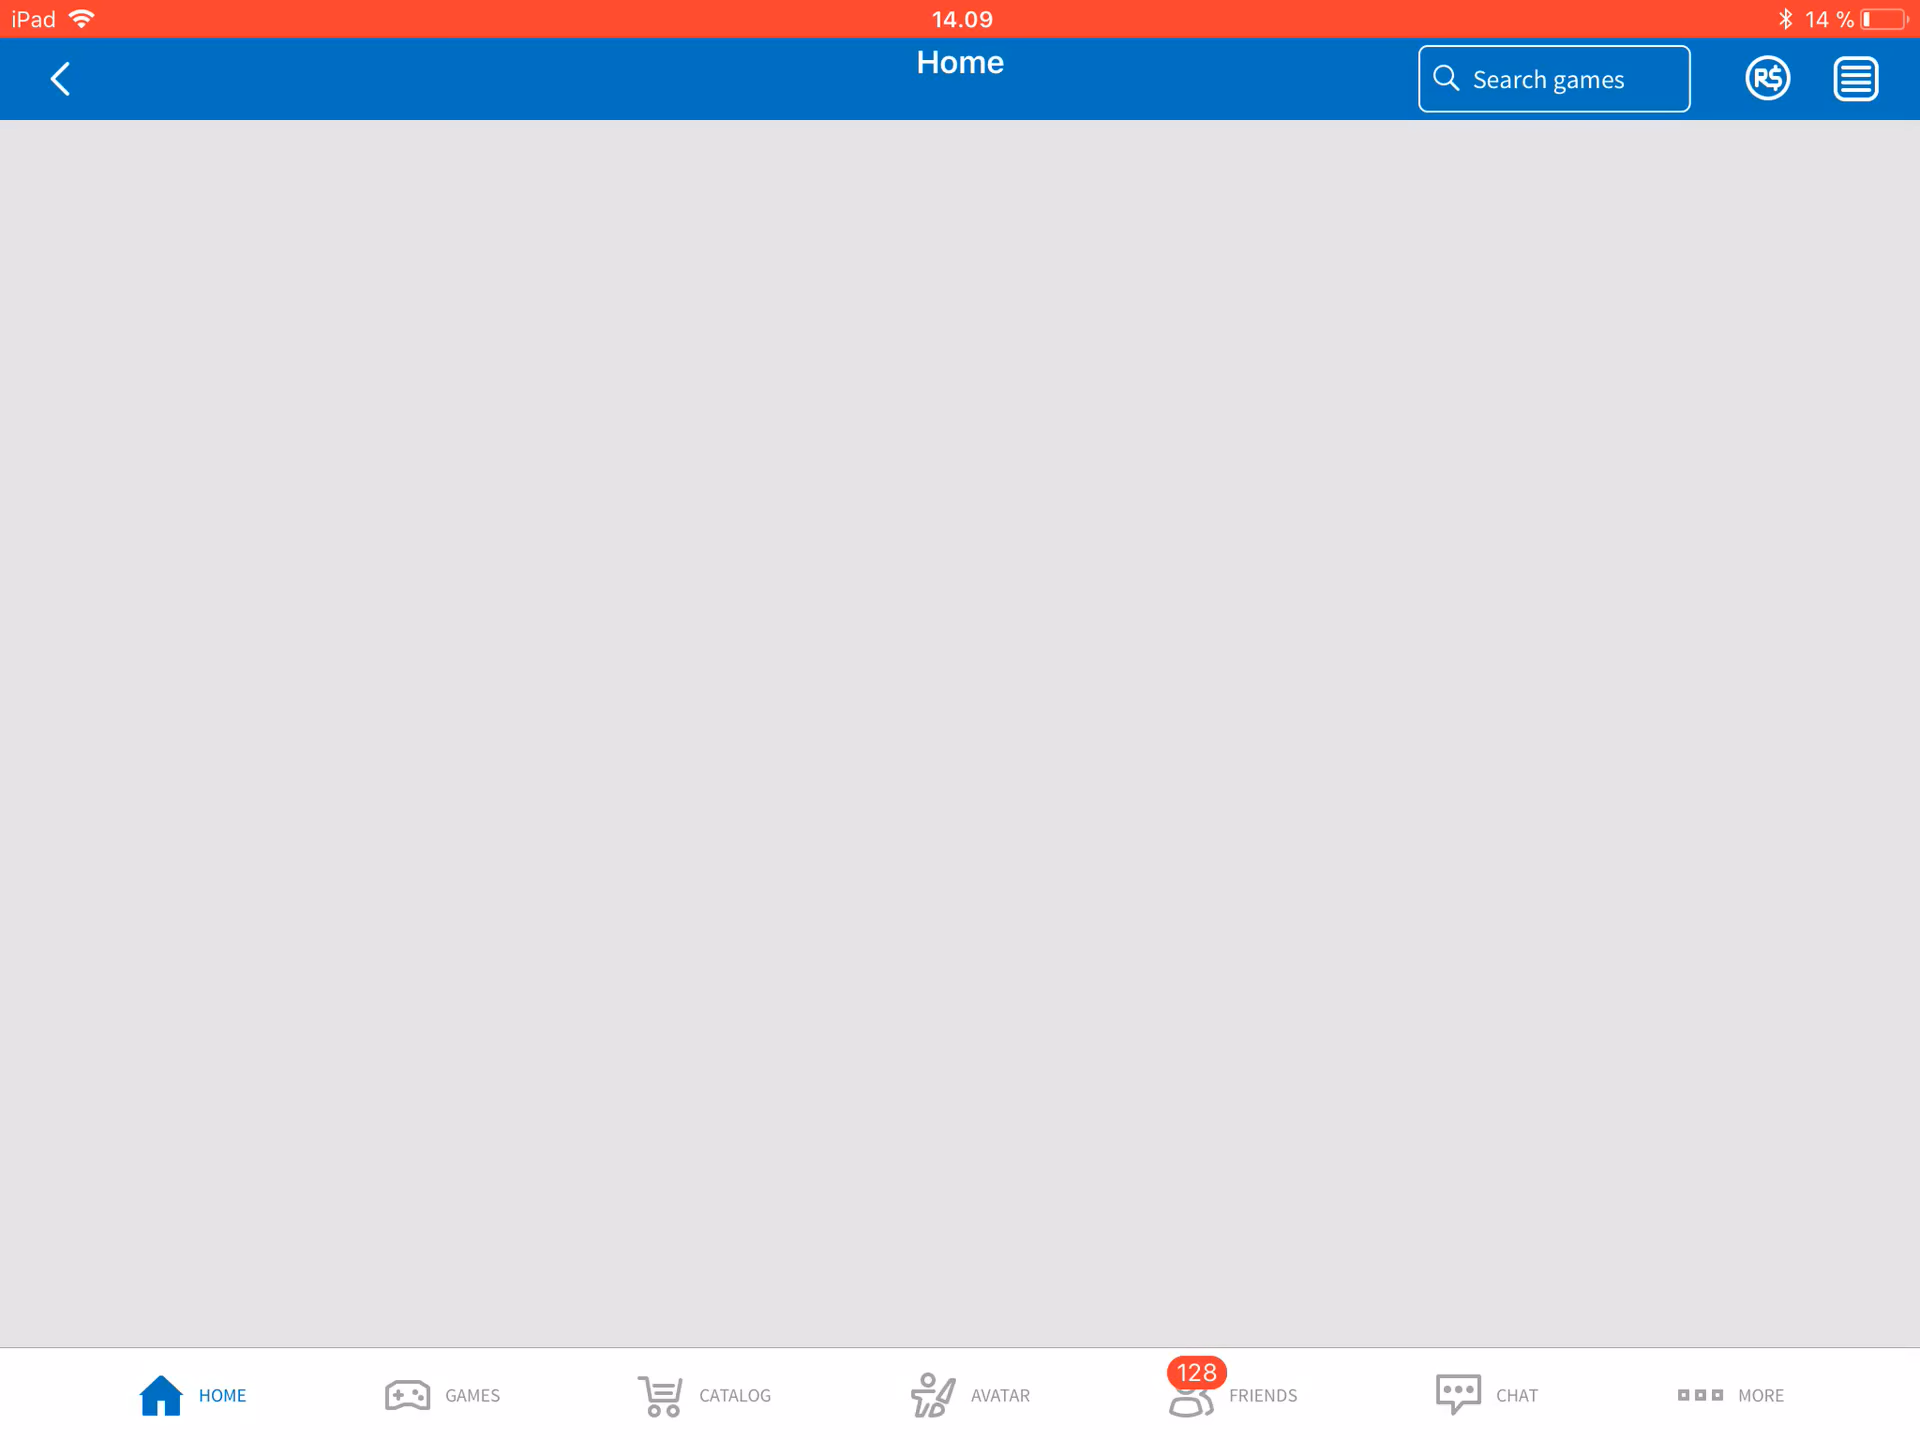 iPad 14.09 14 %
Home
Search games
R$
HOME GAMES CATALOG AVATAR 128 FRIENDS CHAT MORE